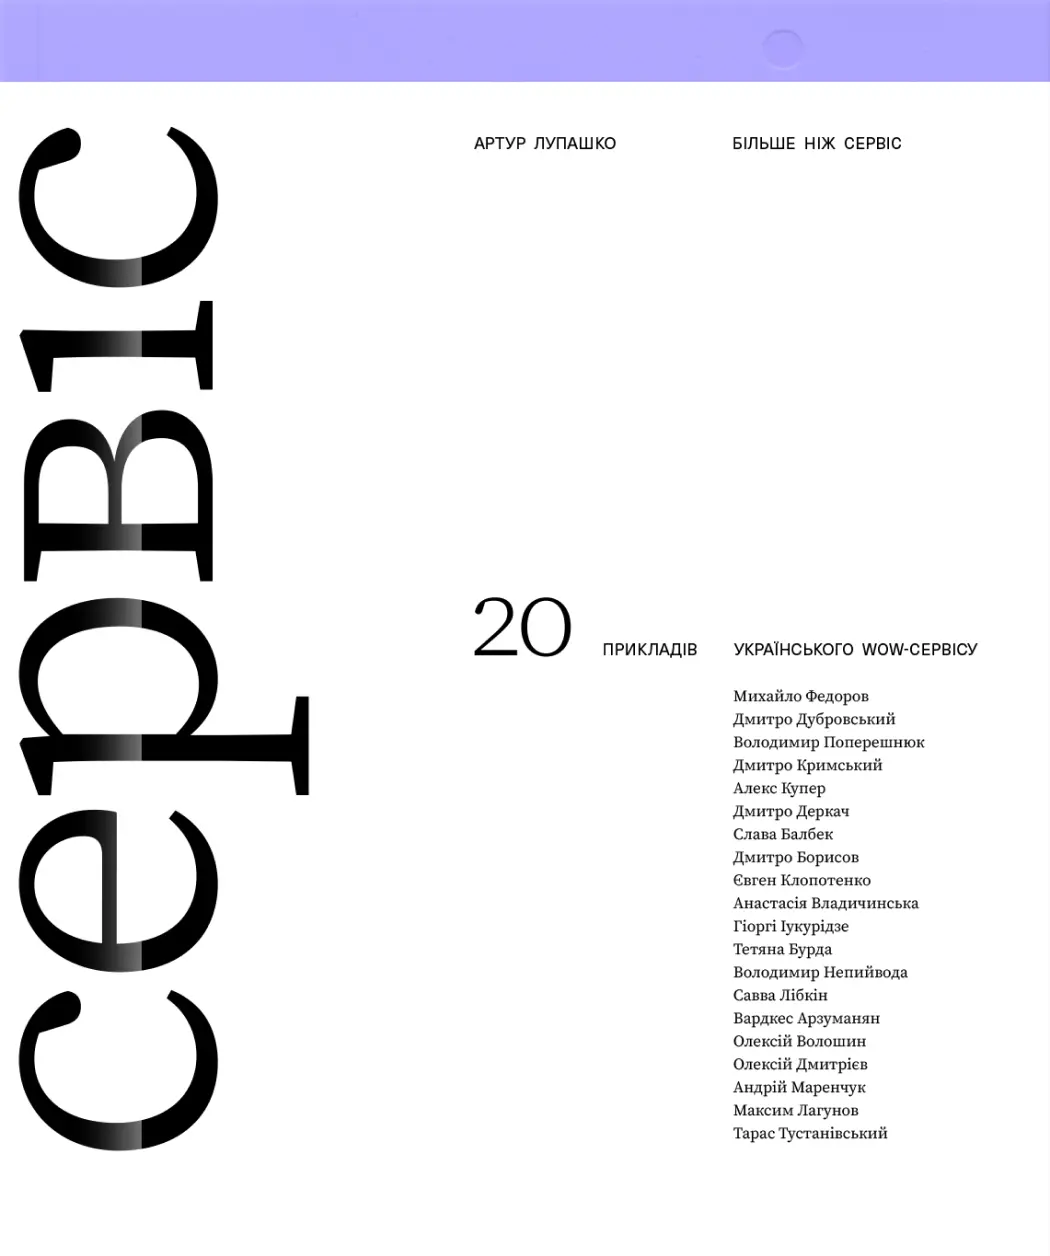 сервіс
АРТУР ЛУПАШКО
БІЛЬШЕ НІЖ СЕРВІС
20 ПРИКЛАДІВ УКРАЇНСЬКОГО WOW-СЕРВІСУ
Михайло Федоров
Дмитро Дубровський
Володимир Поперешнюк
Дмитро Кримський
Алекс Купер
Дмитро Деркач
Слава Балбек
Дмитро Борисов
Євген Клопотенко
Анастасія Владичинська
Гіоргі Іукурідзе
Тетяна Бурда
Володимир Непийвода
Савва Лібкін
Вардкес Арзуманян
Олексій Волошин
Олексій Дмитрієв
Андрій Маренчук
Максим Лагунов
Тарас Тустанівський